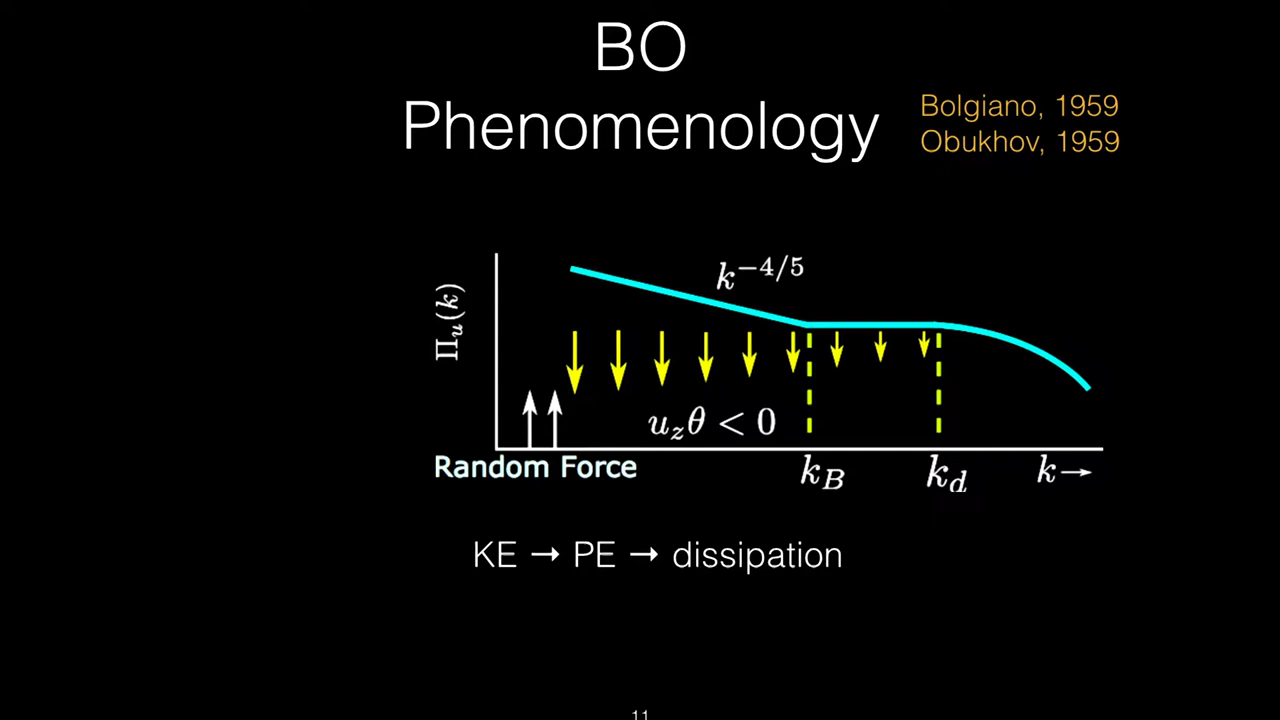 BO
Phenomenology
Bolgiano, 1959
Obukhov, 1959
Π_u(k)
k^{-4/5}
u_zθ < 0
Random Force
k_B
k_d
k→
KE → PE → dissipation
11